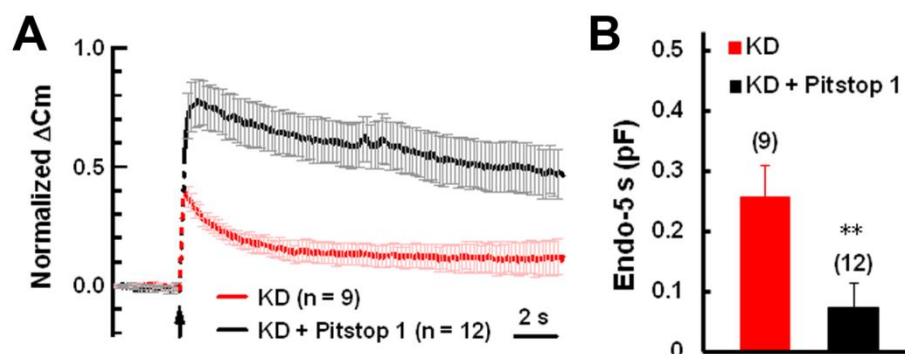 A
Normalized ΔCm
1.0
0.5
0.0
KD (n = 9)
KD + Pitstop 1 (n = 12)
2 s
B
Endo-5 s (pF)
0.5
0.4
0.3
0.2
0.1
0
KD
KD + Pitstop 1
(9)
**
(12)